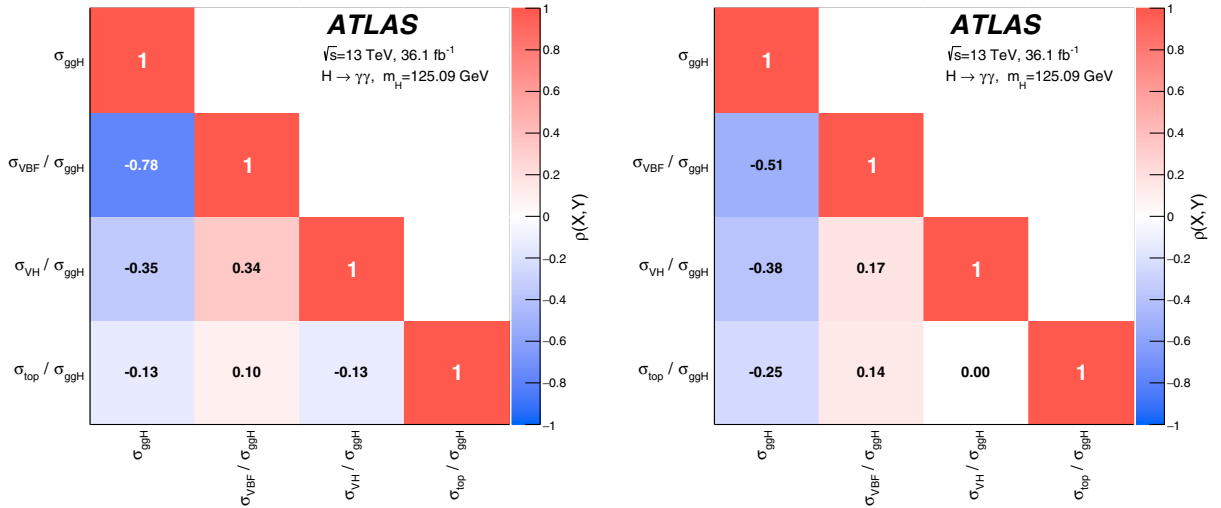 ATLAS
√s=13 TeV, 36.1 fb⁻¹
H → γγ, m_H=125.09 GeV
σ_ggH
1
σ_VBF / σ_ggH
-0.78
1
σ_VH / σ_ggH
-0.35
0.34
1
σ_top / σ_ggH
-0.13
0.10
-0.13
1
σ_ggH
σ_VBF / σ_ggH
σ_VH / σ_ggH
σ_top / σ_ggH
1
0.8
0.6
0.4
0.2
0
−0.2
−0.4
−0.6
−0.8
−1
ρ(X,Y)
ATLAS
√s=13 TeV, 36.1 fb⁻¹
H → γγ, m_H=125.09 GeV
σ_ggH
1
σ_VBF / σ_ggH
-0.51
1
σ_VH / σ_ggH
-0.38
0.17
1
σ_top / σ_ggH
-0.25
0.14
0.00
1
σ_ggH
σ_VBF / σ_ggH
σ_VH / σ_ggH
σ_top / σ_ggH
1
0.8
0.6
0.4
0.2
0
−0.2
−0.4
−0.6
−0.8
−1
ρ(X,Y)